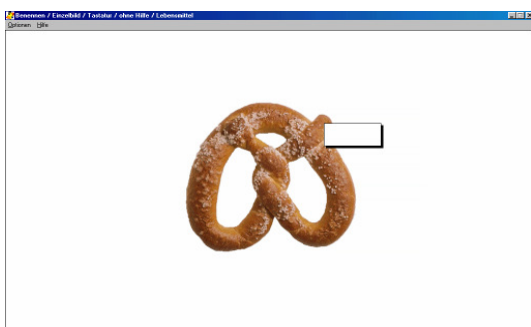 Benennen / Einzelbild / Tastatur / ohne Hilfe / Lebensmittel
Optionen Hilfe